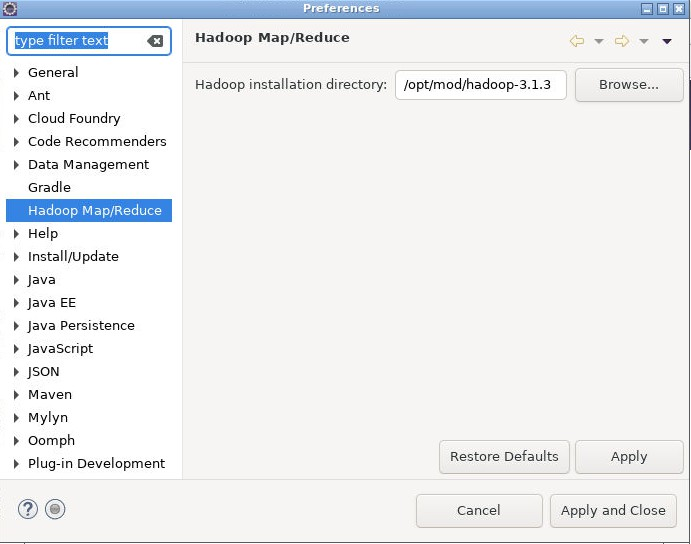 Preferences
type filter text
Hadoop Map/Reduce
General
Hadoop installation directory: /opt/mod/hadoop-3.1.3 Browse...
Ant
Cloud Foundry
Code Recommenders
Data Management
Gradle
Hadoop Map/Reduce
Help
Install/Update
Java
Java EE
Java Persistence
JavaScript
JSON
Maven
Mylyn
Oomph
Plug-in Development
Restore Defaults Apply
? Cancel Apply and Close